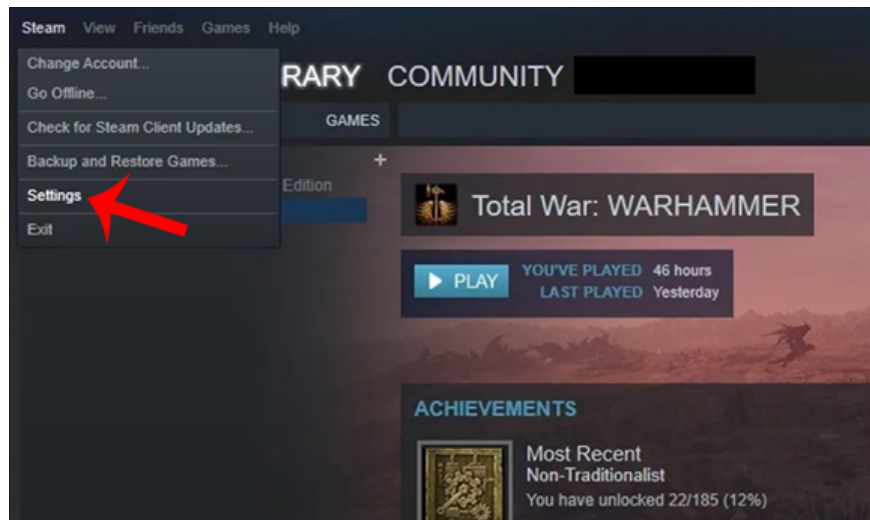 Steam View Friends Games Help
Change Account...
Go Offline...
Check for Steam Client Updates...
Backup and Restore Games...
Settings
Exit
RARY COMMUNITY
GAMES
+
Edition
Total War: WARHAMMER
PLAY
YOU'VE PLAYED 46 hours
LAST PLAYED Yesterday
ACHIEVEMENTS
Most Recent
Non-Traditionalist
You have unlocked 22/185 (12%)